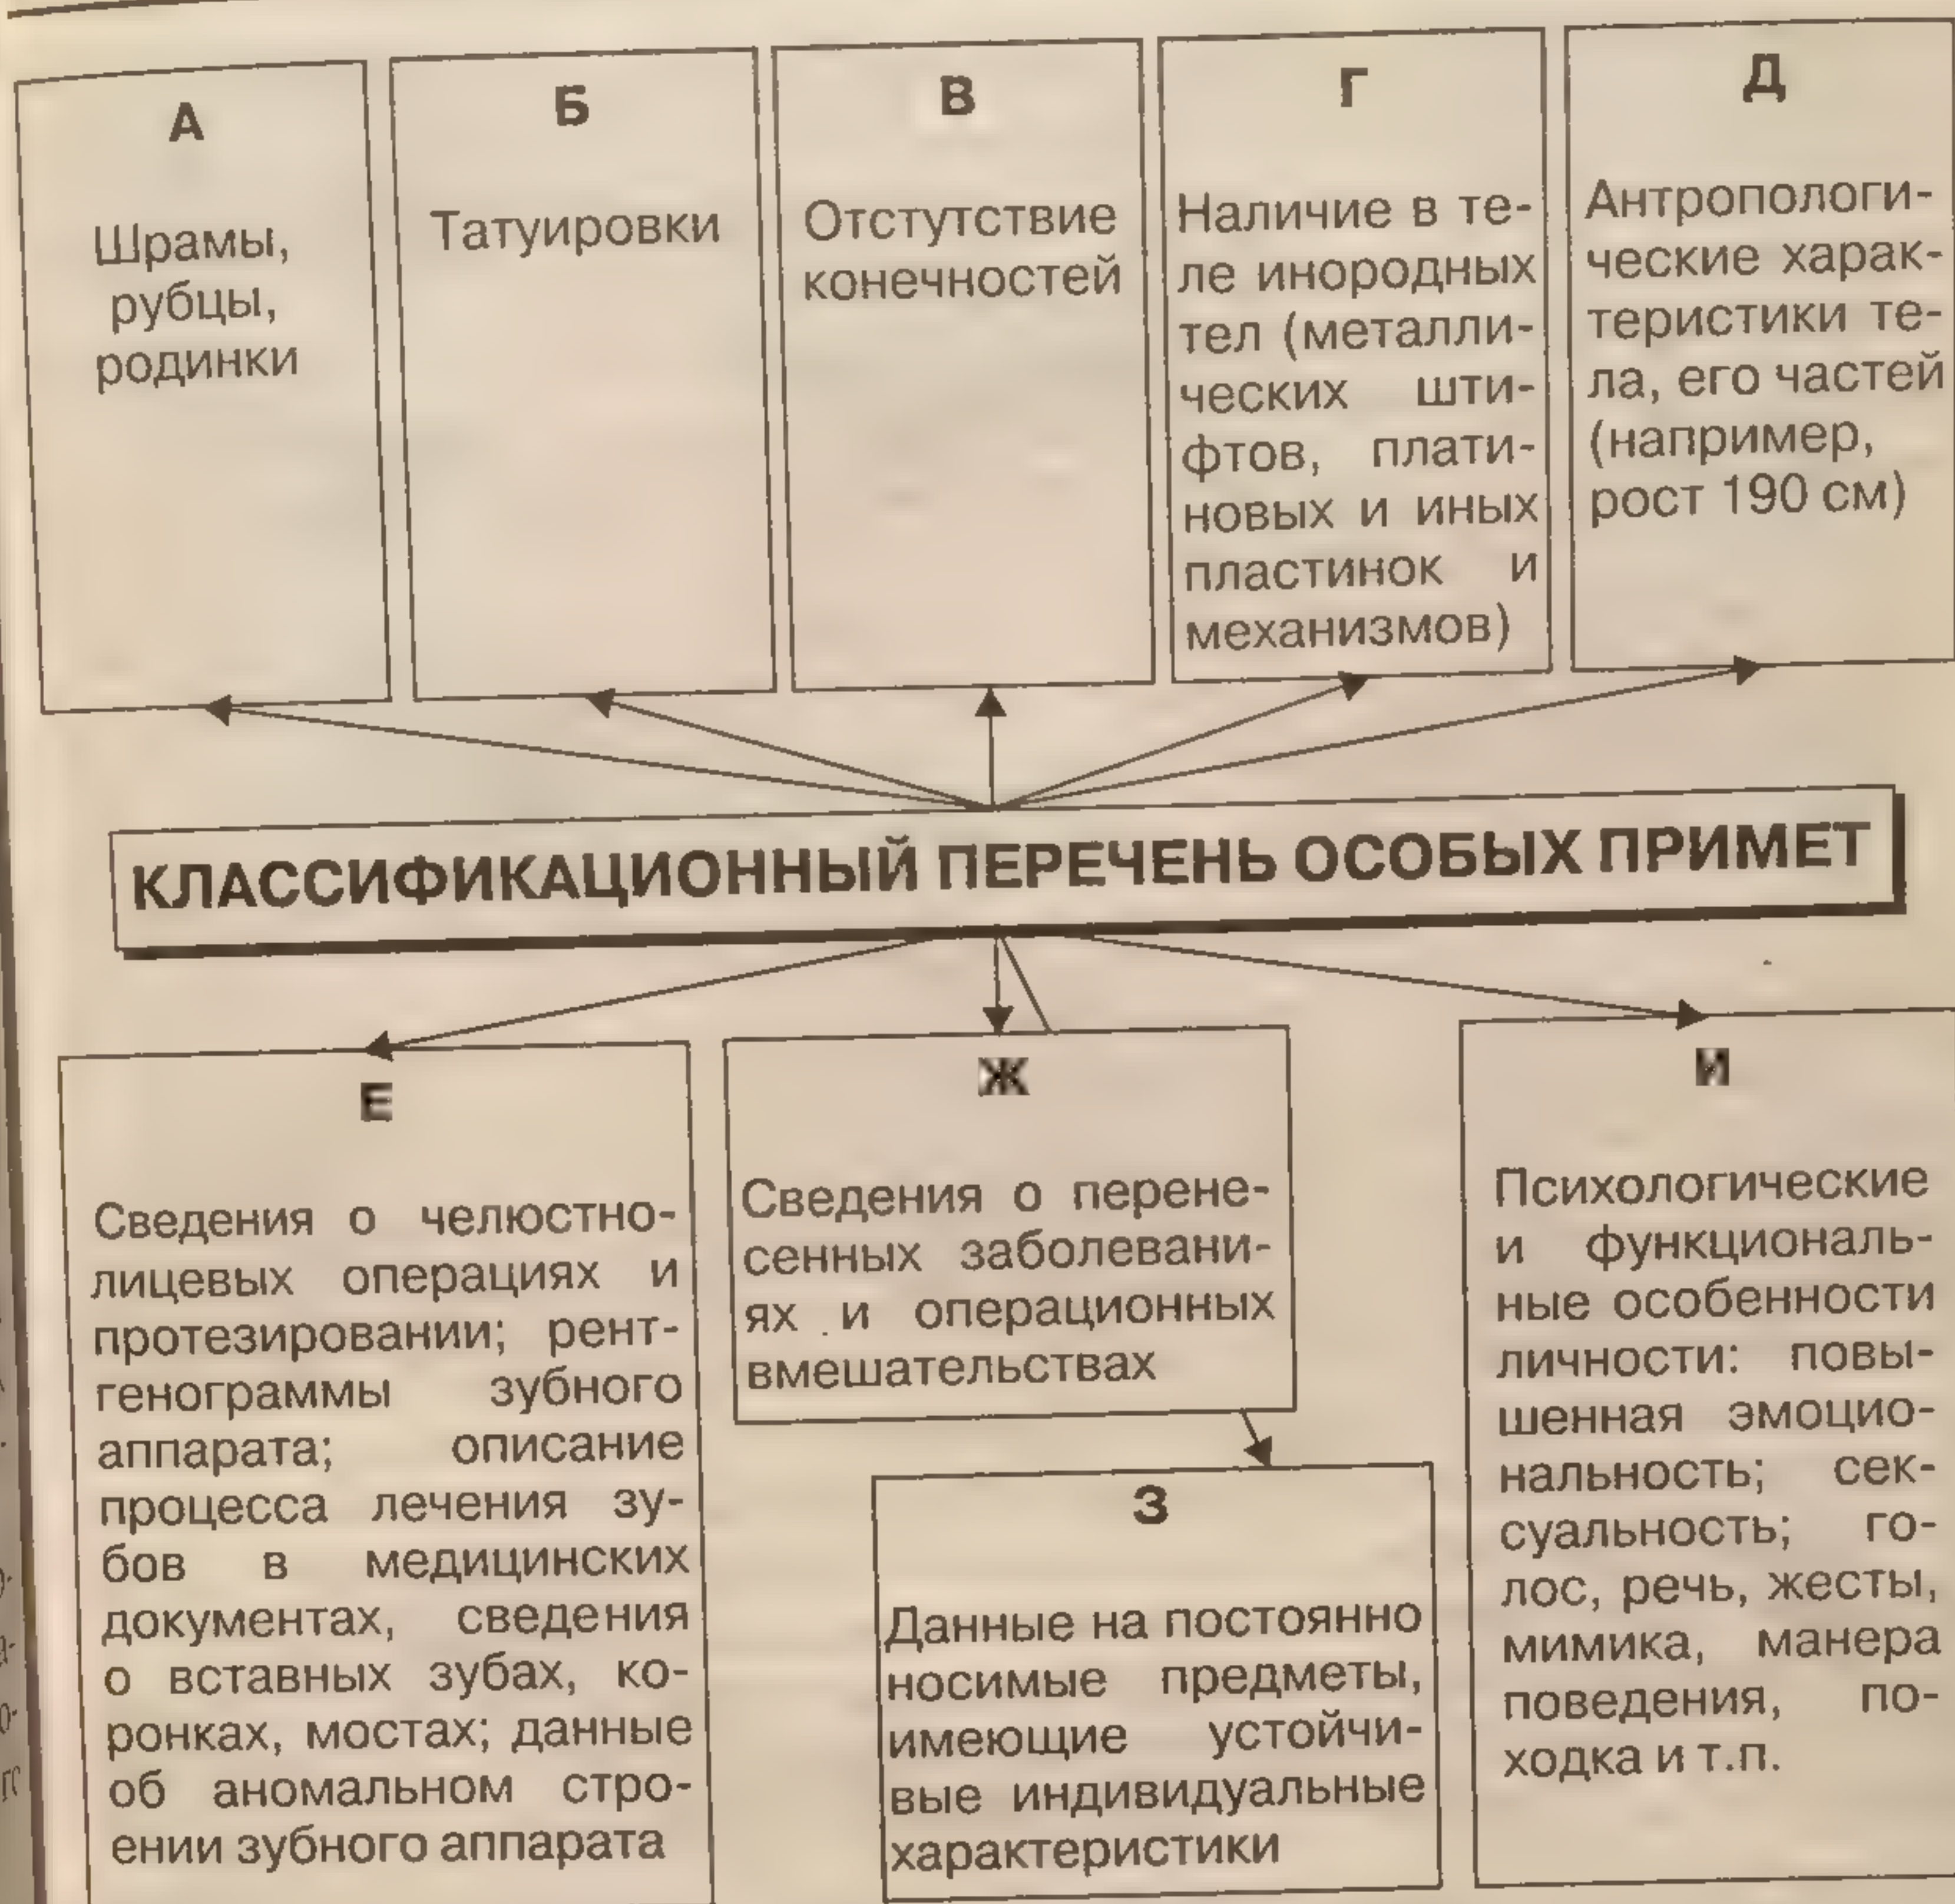 А
Шрамы,
рубцы,
родинки
Б
Татуировки
В
Отстутствие
конечностей
Г
Наличие в те-
ле инородных
тел (металли-
ческих шти-
фтов, плати-
новых и иных
пластинок и
механизмов)
Д
Антропологи-
ческие харак-
теристики те-
ла, его частей
(например,
рост 190 см)
КЛАССИФИКАЦИОННЫЙ ПЕРЕЧЕНЬ ОСОБЫХ ПРИМЕТ
Е
Сведения о челюстно-
лицевых операциях и
протезировании; рент-
генограммы зубного
аппарата; описание
процесса лечения зу-
бов в медицинских
документах, сведения
о вставных зубах, ко-
ронках, мостах; данные
об аномальном стро-
ении зубного аппарата
Ж
Сведения о перене-
сенных заболевани-
ях и операционных
вмешательствах
З
Данные на постоянно
носимые предметы,
имеющие устойчи-
вые индивидуальные
характеристики
И
Психологические
и функциональ-
ные особенности
личности: повы-
шенная эмоцио-
нальность; сек-
суальность; го-
лос, речь, жесты,
мимика, манера
поведения, по-
ходка и т.п.